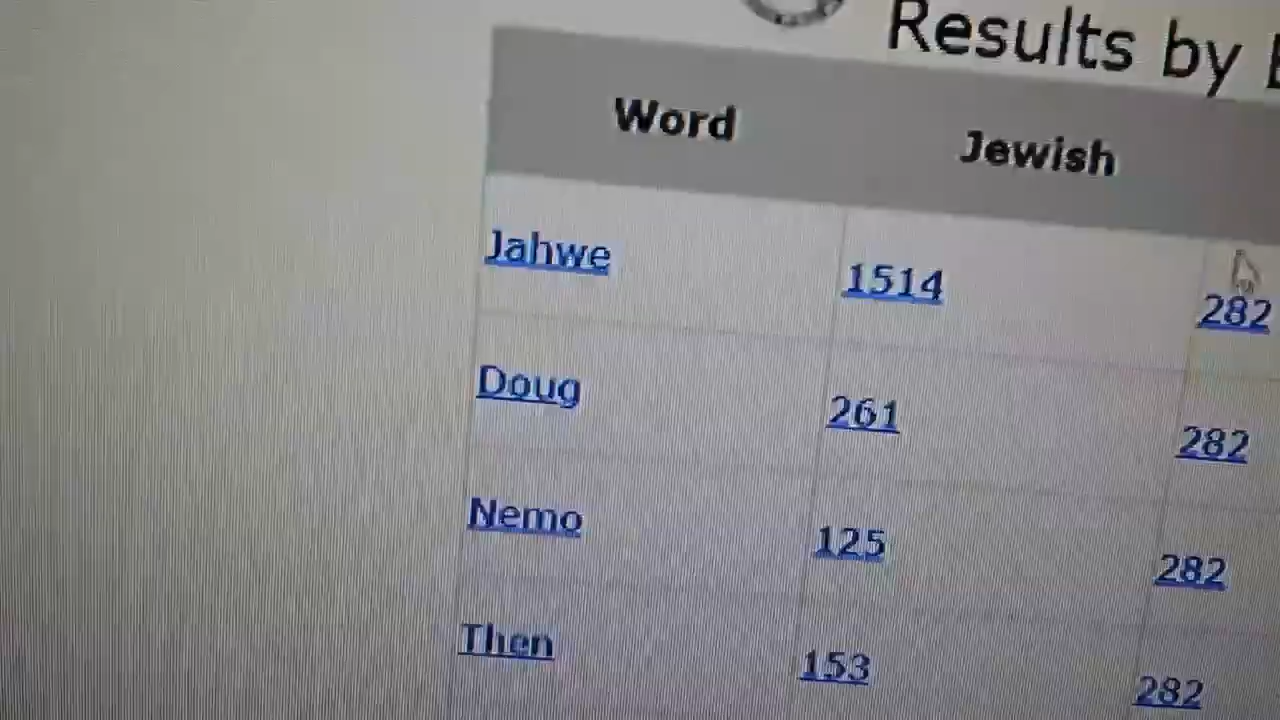 Results by
Word Jewish
Jahwe 1514 282
Doug 261 282
Nemo 125 282
Then 153 282